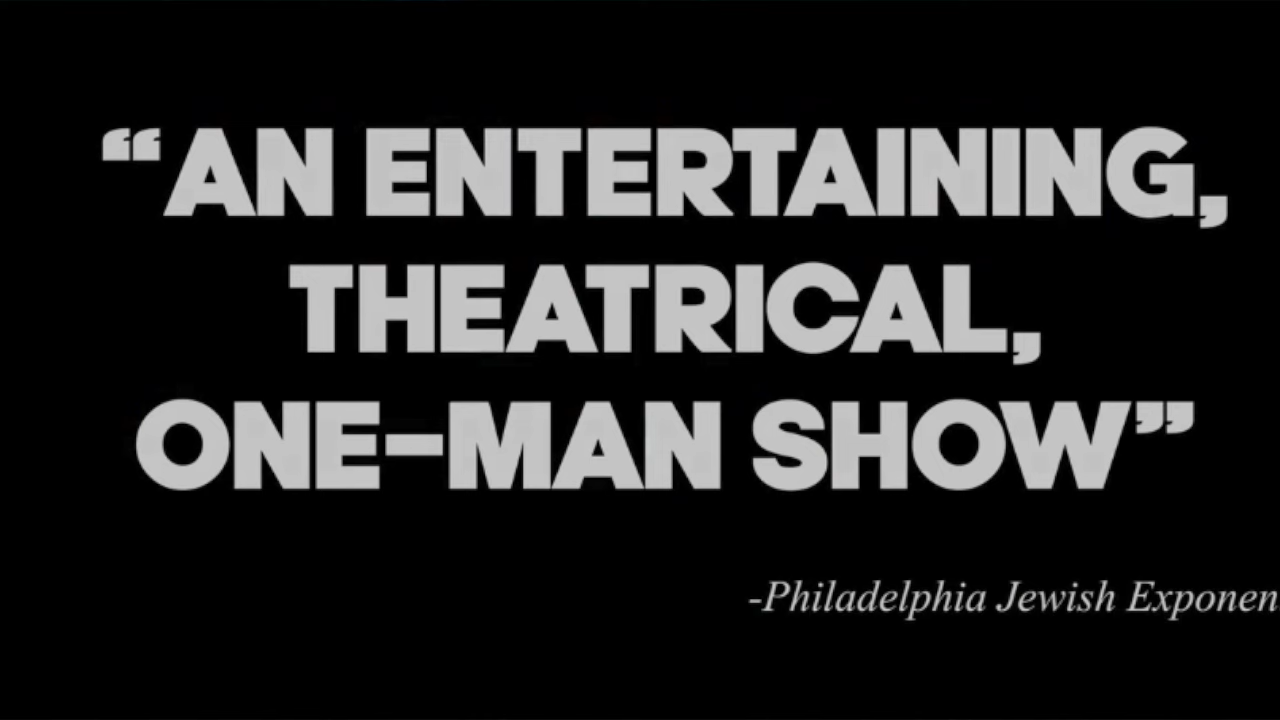 “AN ENTERTAINING,
THEATRICAL,
ONE-MAN SHOW”
-Philadelphia Jewish Exponen